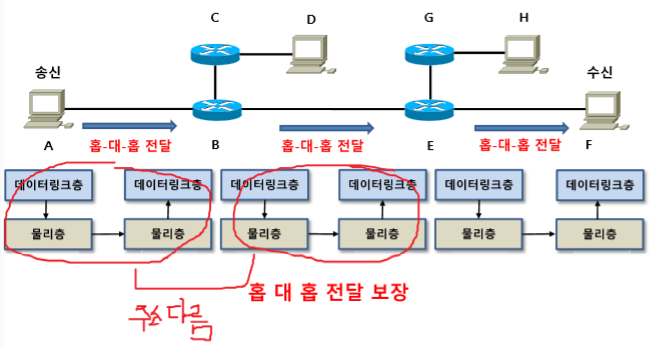 C D G H
송신 수신
A 홉-대-홉 전달 B 홉-대-홉 전달 E 홉-대-홉 전달 F
데이터링크층 데이터링크층 데이터링크층 데이터링크층 데이터링크층 데이터링크층
물리층 물리층 물리층 물리층 물리층 물리층
홉 대 홉 전달 보장
주소 다름